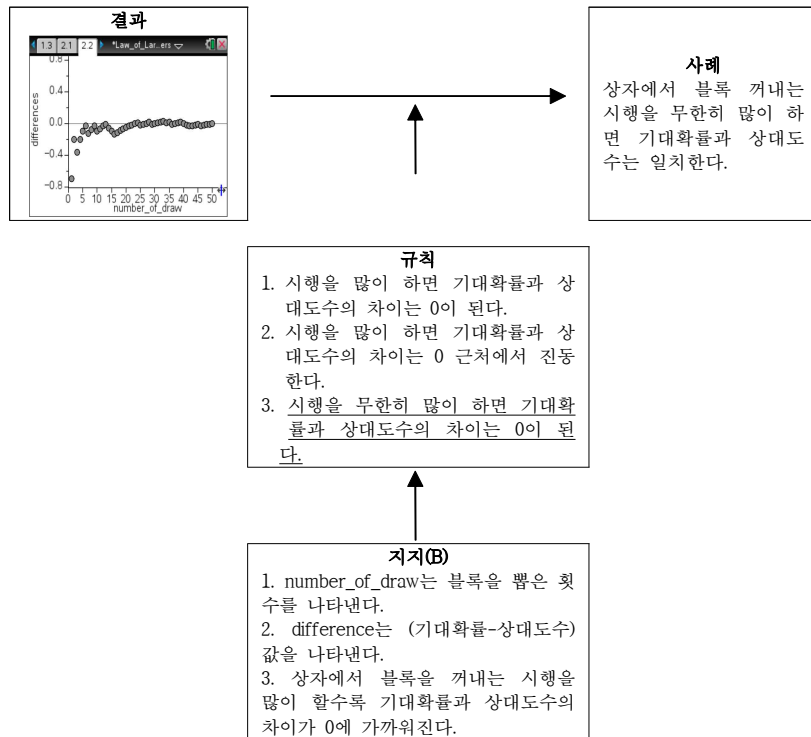 결과
1.3 2.1 2.2 *Law_of_Lar...ers
0.8
0.4
0.0
-0.4
-0.8
differences
0 5 10 15 20 25 30 35 40 45 50
number_of_draw
사례
상자에서 블록 꺼내는
시행을 무한히 많이 하
면 기대확률과 상대도
수는 일치한다.
규칙
1. 시행을 많이 하면 기대확률과 상
대도수의 차이는 0이 된다.
2. 시행을 많이 하면 기대확률과 상
대도수의 차이는 0 근처에서 진동
한다.
3. 시행을 무한히 많이 하면 기대확
률과 상대도수의 차이는 0이 된
다.
지지(B)
1. number_of_draw는 블록을 뽑은 횟
수를 나타낸다.
2. difference는 (기대확률-상대도수)
값을 나타낸다.
3. 상자에서 블록을 꺼내는 시행을
많이 할수록 기대확률과 상대도수의
차이가 0에 가까워진다.